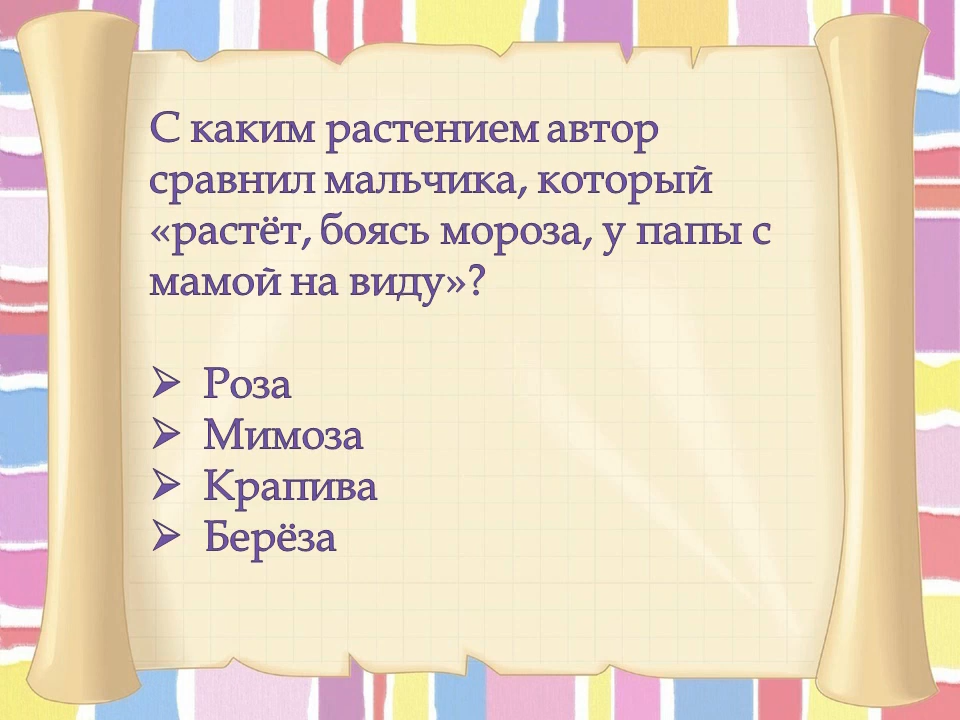 С каким растением автор
сравнил мальчика, который
«растёт, боясь мороза, у папы с
мамой на виду»?
➢ Роза
➢ Мимоза
➢ Крапива
➢ Берёза